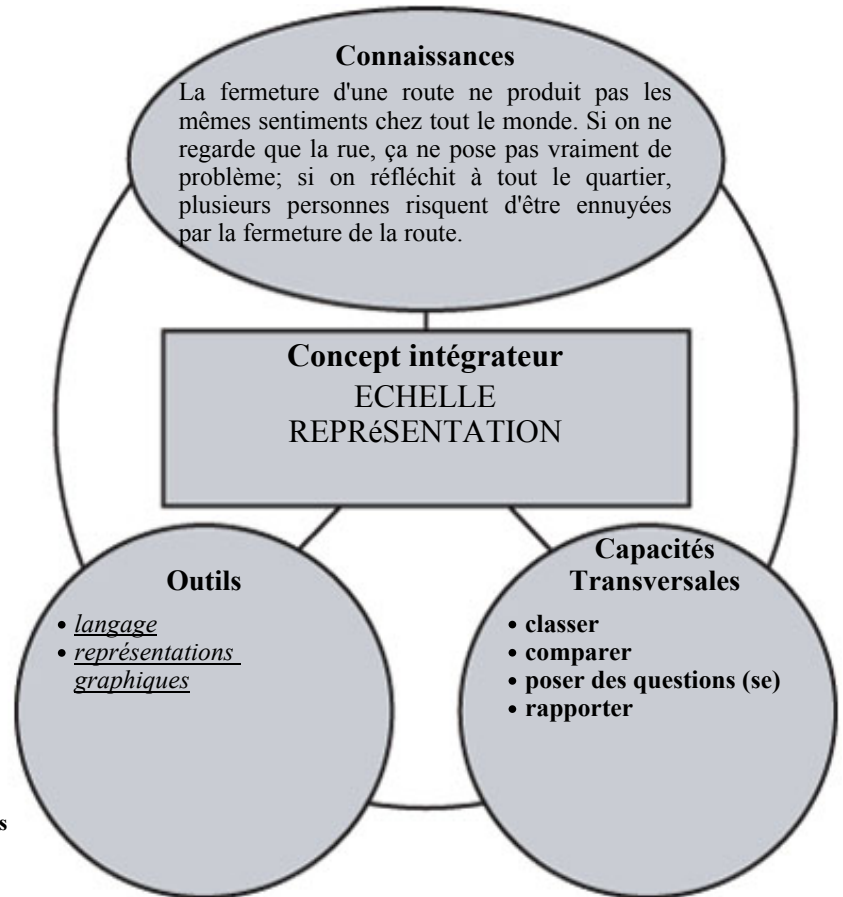 Connaissances
La fermeture d'une route ne produit pas les
mêmes sentiments chez tout le monde. Si on ne
regarde que la rue, ça ne pose pas vraiment de
problème; si on réfléchit à tout le quartier,
plusieurs personnes risquent d'être ennuyées
par la fermeture de la route.
Concept intégrateur
ECHELLE
REPRéSENTATION
Outils
• langage
• représentations
graphiques
Capacités
Transversales
• classer
• comparer
• poser des questions (se)
• rapporter
s